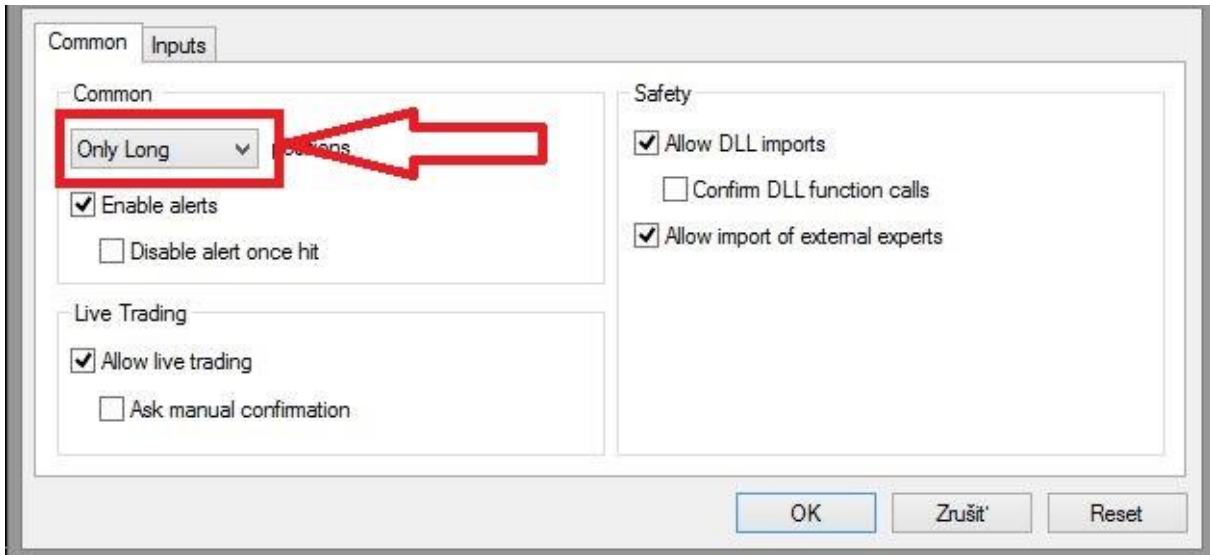 Common
Inputs
Common
Only Long
positions
Enable alerts
Disable alert once hit
Live Trading
Allow live trading
Ask manual confirmation
Safety
Allow DLL imports
Confirm DLL function calls
Allow import of external experts
OK
Zrušiť
Reset